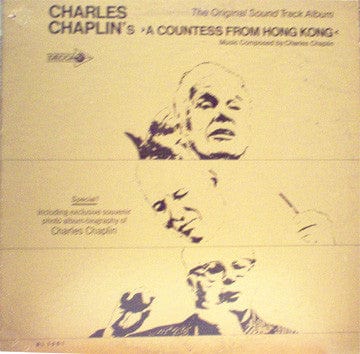 CHARLES
The Original Sound Track Album
CHAPLIN's »A COUNTESS FROM HONG KONG«
Music Composed by Charles Chaplin
DECCA
Special!
Including exclusive souvenir
photo album-biography of
Charles Chaplin